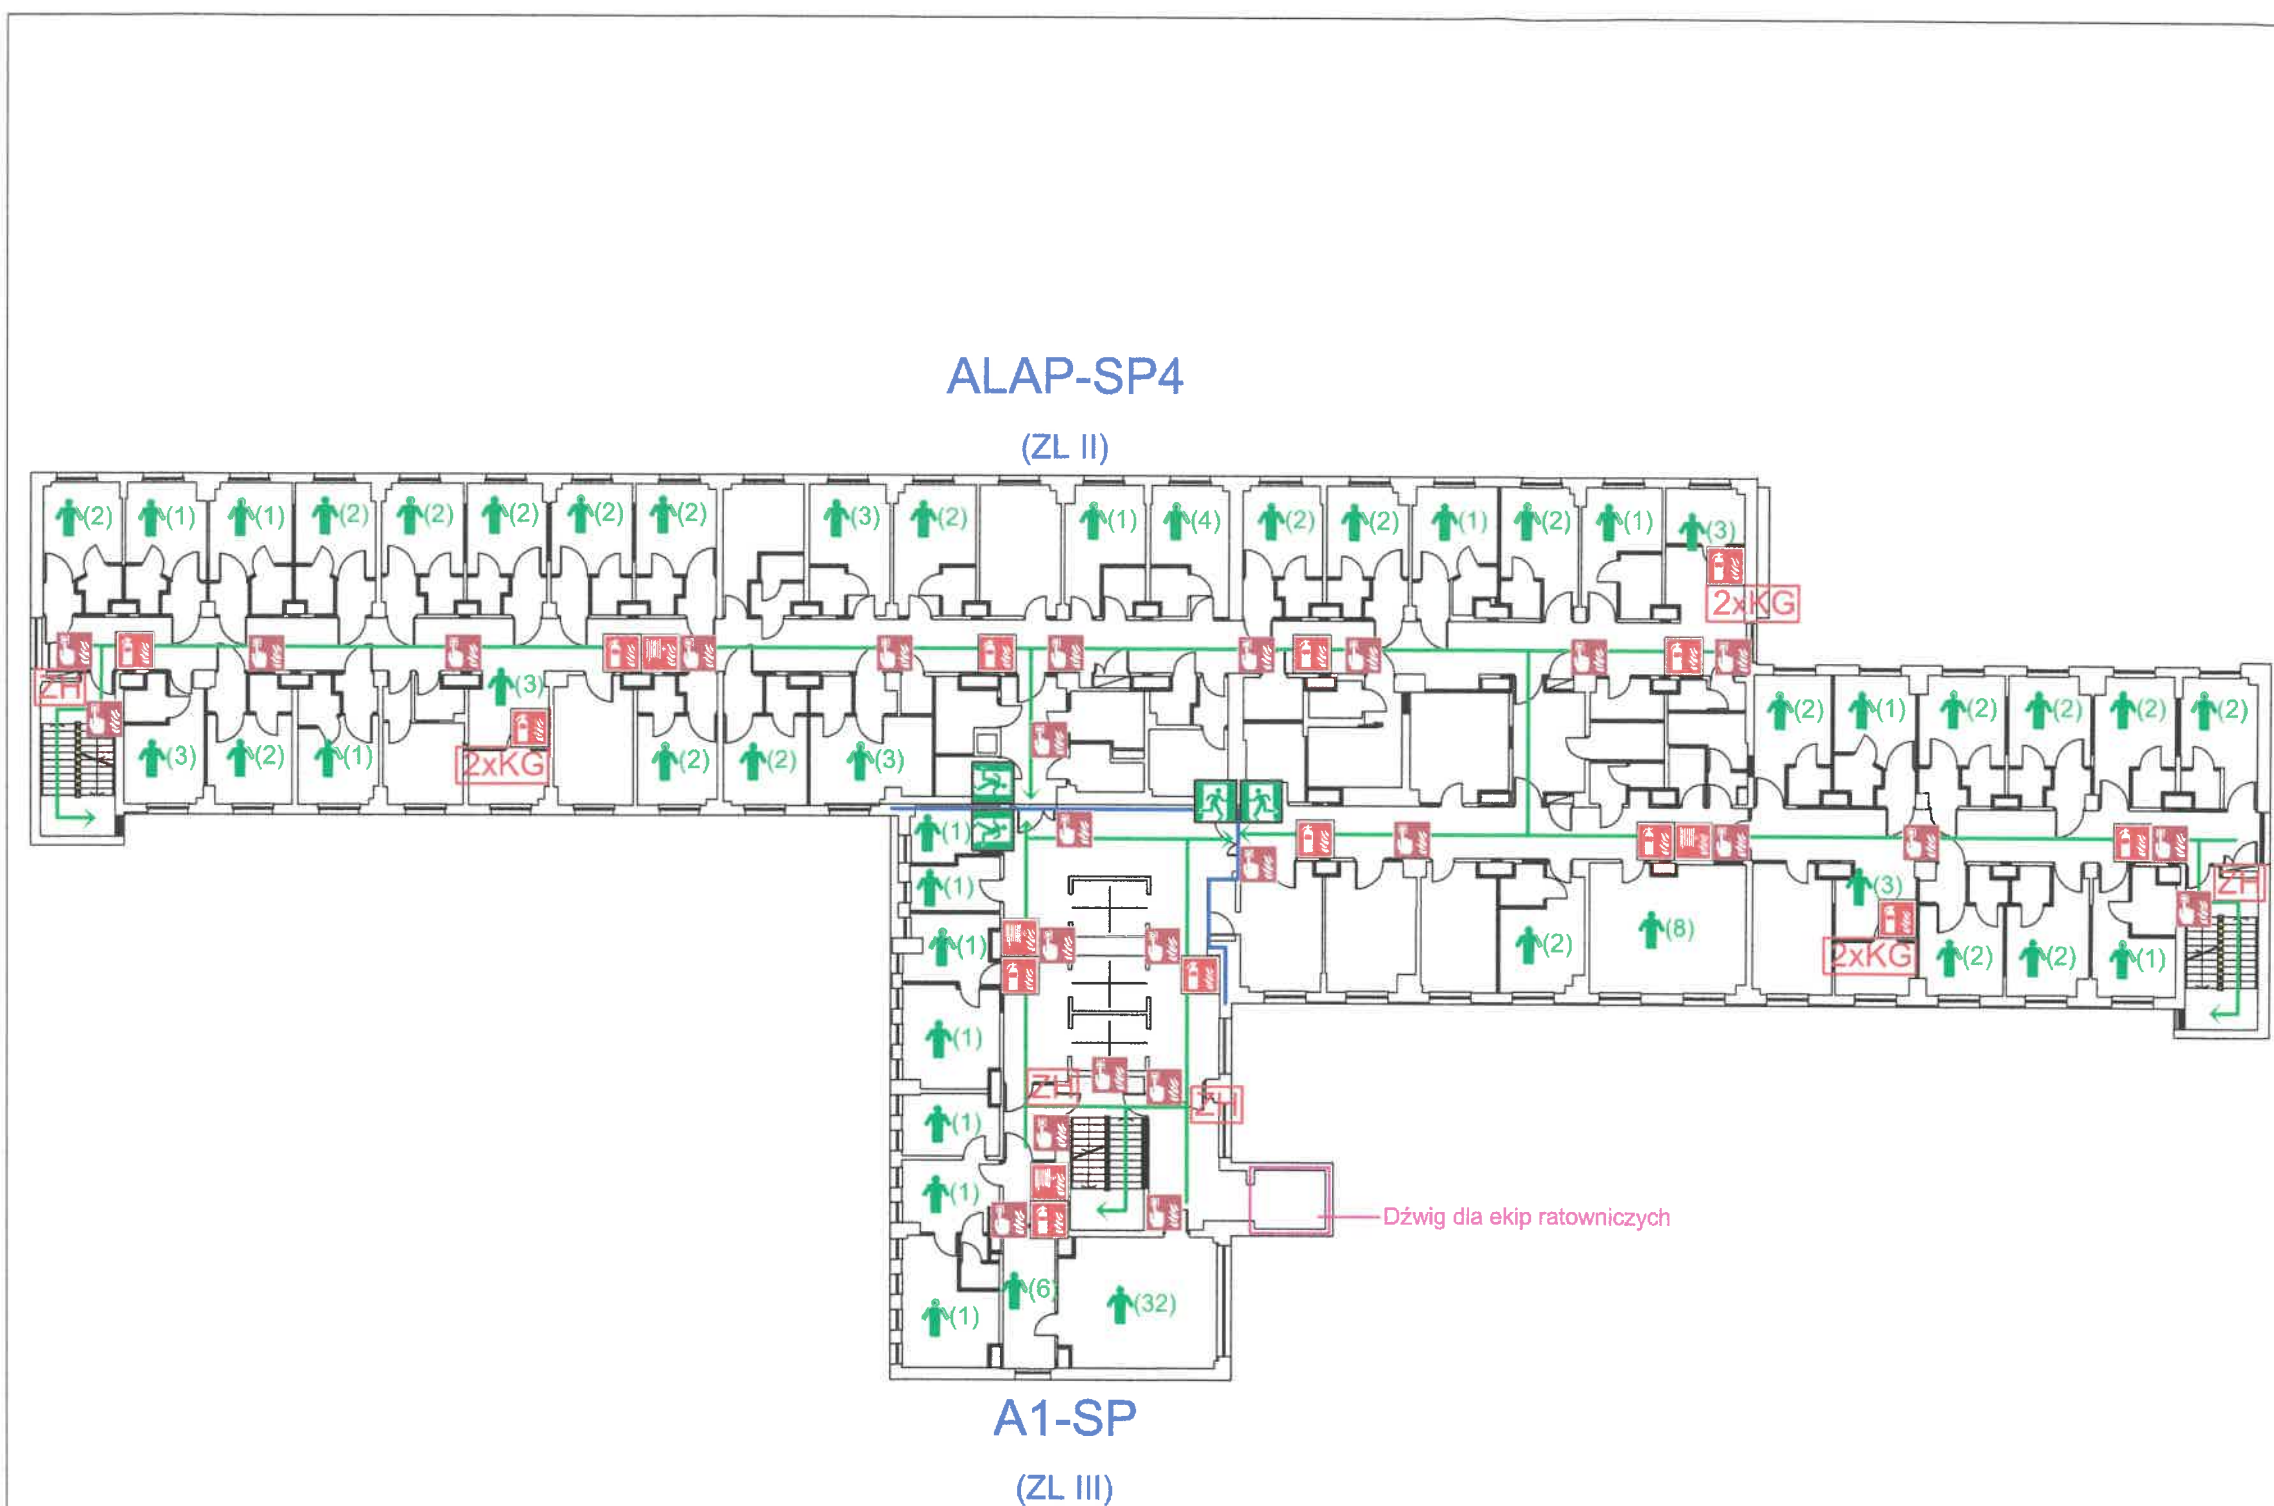 ALAP-SP4
(ZL II)
(2) (1) (1) (2) (2) (2) (2) (2) (3) (2) (1) (4) (2) (2) (1) (2) (1) (3)
2xKG
ZH
(3)
(2) (1) (2) (2) (2) (2)
(3) (2) (1)
2xKG
(2) (2) (3)
(1)
(1)
(3)
ZH
(1)
(2) (8)
2xKG
(2) (2) (1)
(1)
ZH
ZH
(1)
(1)
Dźwig dla ekip ratowniczych
(1)
(6)
(32)
A1-SP
(ZL III)